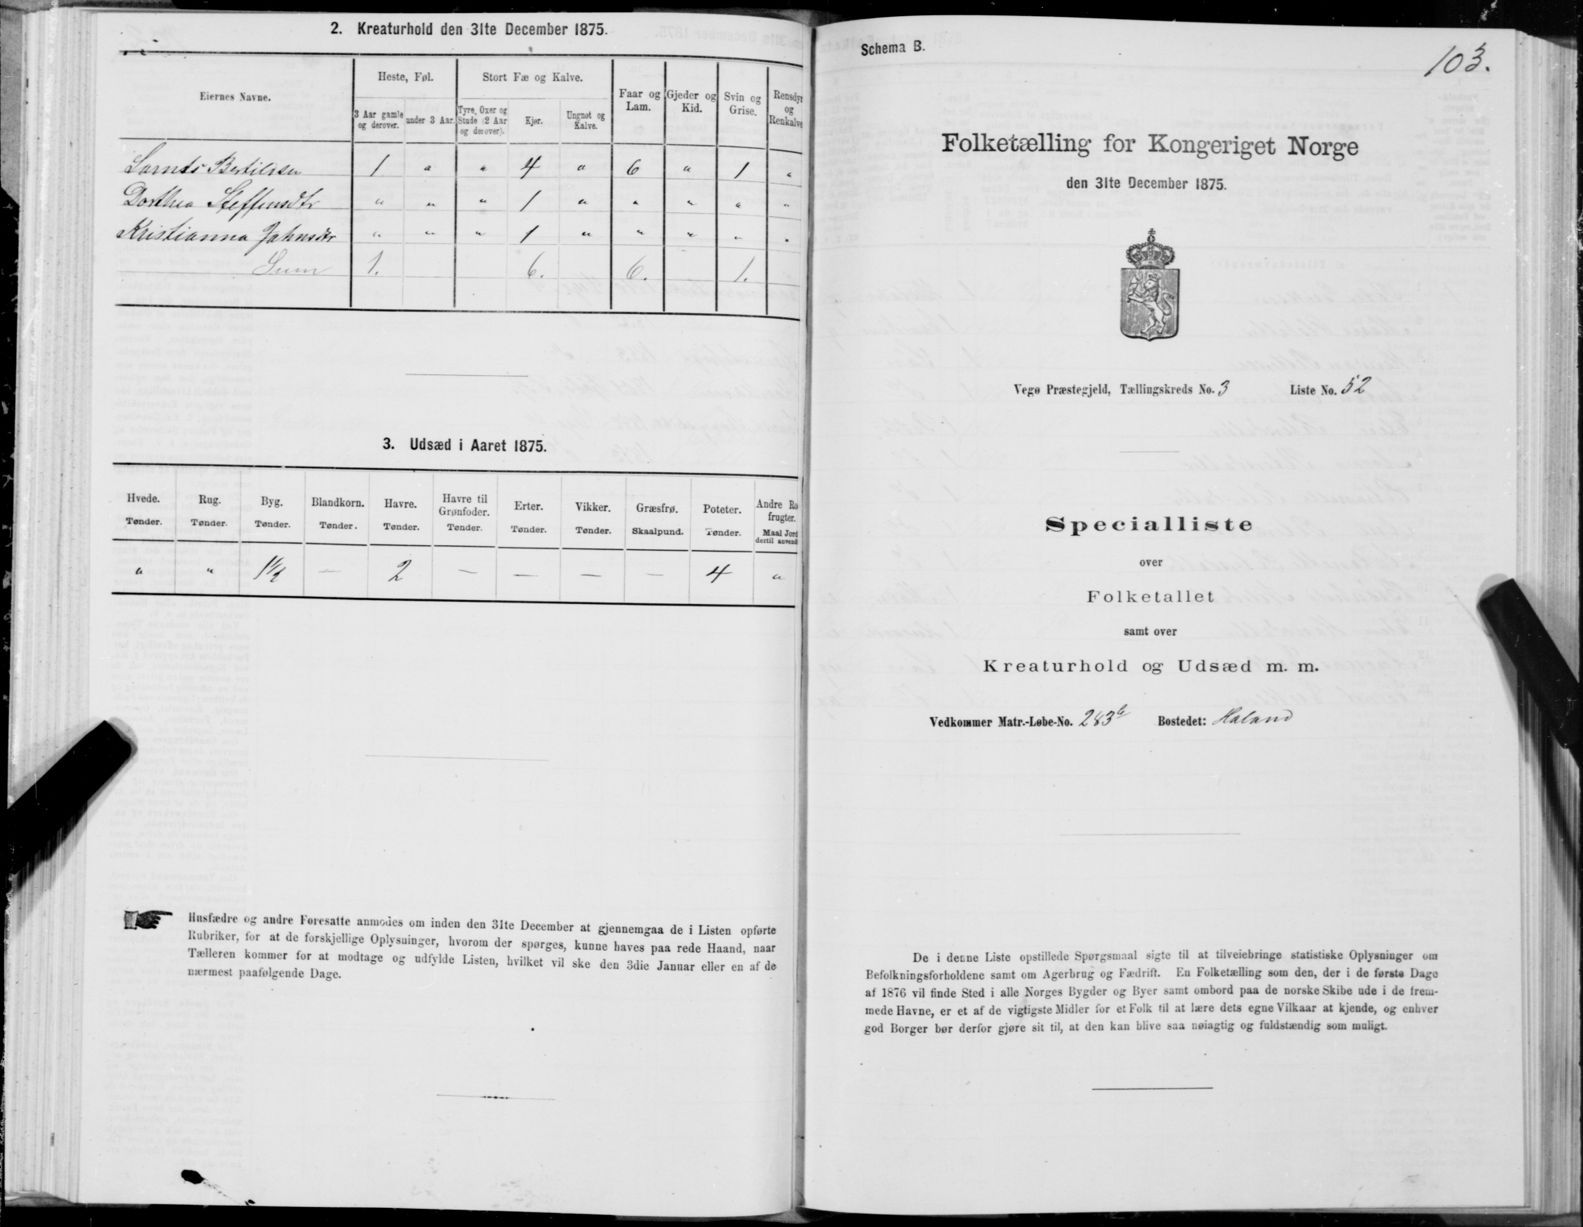 2. Kreaturhold den 31te December 1875.
Eiernes Navne.
Heste, Føl.
Stort Fæ og Kalve.
Faar og Lam.
Gjeder og Kid.
Svin og Grise.
Rensdyr og Renkalve
3 Aar gamle og derover.
under 3 Aar.
Tyre, Oxer og Stude (2 Aar og derover).
Kjør.
Ungnøt og Kalve.
Bertilsen 1 " " 4 " 6 " 1 "
Dorthea Steffensdtr " " " 1 " " " " "
Kristianna Jahnsdtr " " " 1 " " " " "
Sum 1. 6. 6. 1.
3. Udsæd i Aaret 1875.
Hvede. Rug. Byg. Blandkorn. Havre. Havre til Grønfoder. Erter. Vikker. Græsfrø. Poteter. Andre Ro frugter.
Tønder. Tønder. Tønder. Tønder. Tønder. Tønder. Tønder. Tønder. Skaalpund. Tønder. Maal Jord dertil anvend
" " — 2 — — — — 4 "
Husfædre og andre Foresatte anmodes om inden den 31te December at gjennemgaa de i Listen opførte
Rubriker, for at de forskjellige Oplysninger, hvorom der spørges, kunne haves paa rede Haand, naar
Tælleren kommer for at modtage og udfylde Listen, hvilket vil ske den 3die Januar eller en af de
nærmest paafølgende Dage.
Schema B.
103.
Folketælling for Kongeriget Norge
den 31te December 1875.
Vegø Præstegjeld, Tællingskreds No. 3 Liste No. 52
Specialliste
over
Folketallet
samt over
Kreaturhold og Udsæd m. m.
Vedkommer Matr.-Løbe-No. 243b Bostedet: Haland
De i denne Liste opstillede Spørgsmaal sigte til at tilveiebringe statistiske Oplysninger om
Befolkningsforholdene samt om Agerbrug og Fædrift. En Folketælling som den, der i de første Dage
af 1876 vil finde Sted i alle Norges Bygder og Byer samt ombord paa de norske Skibe ude i de frem-
mede Havne, er et af de vigtigste Midler for et Folk til at lære dets egne Vilkaar at kjende, og enhver
god Borger bør derfor gjøre sit til, at den kan blive saa nøiagtig og fuldstændig som muligt.